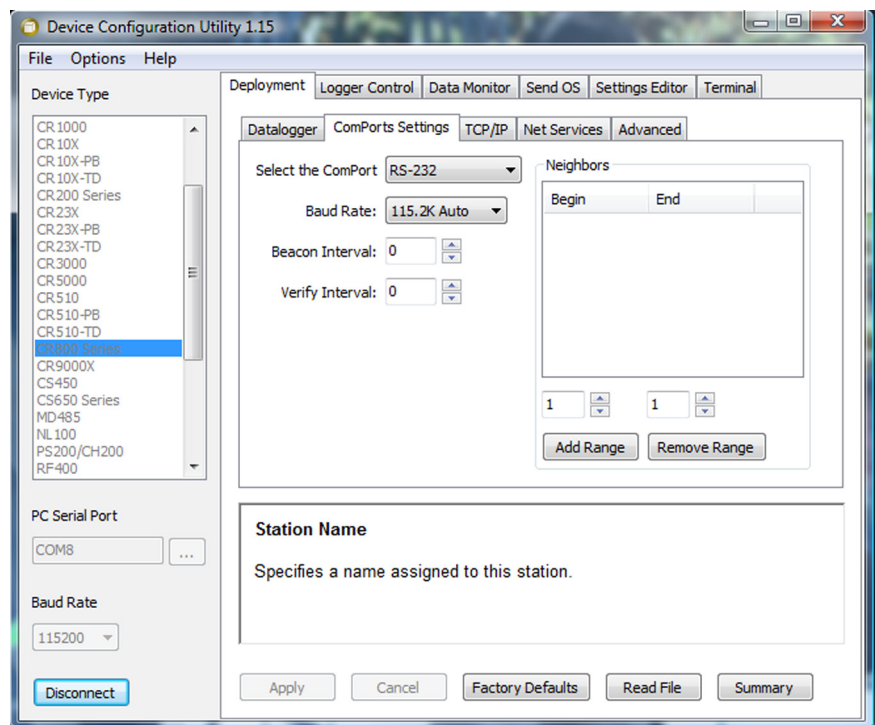 Device Configuration Utility 1.15
File Options Help
Device Type
CR1000
CR10X
CR10X-PB
CR10X-TD
CR200 Series
CR23X
CR23X-PB
CR23X-TD
CR3000
CR5000
CR510
CR510-PB
CR510-TD
CR800 Series
CR9000X
CS450
CS650 Series
MD485
NL100
PS200/CH200
RF400
PC Serial Port
COM8
...
Baud Rate
115200
Disconnect
Deployment Logger Control Data Monitor Send OS Settings Editor Terminal
Datalogger ComPorts Settings TCP/IP Net Services Advanced
Select the ComPort RS-232
Baud Rate: 115.2K Auto
Beacon Interval: 0
Verify Interval: 0
Neighbors
Begin End
1 1
Add Range Remove Range
Station Name
Specifies a name assigned to this station.
Apply Cancel Factory Defaults Read File Summary